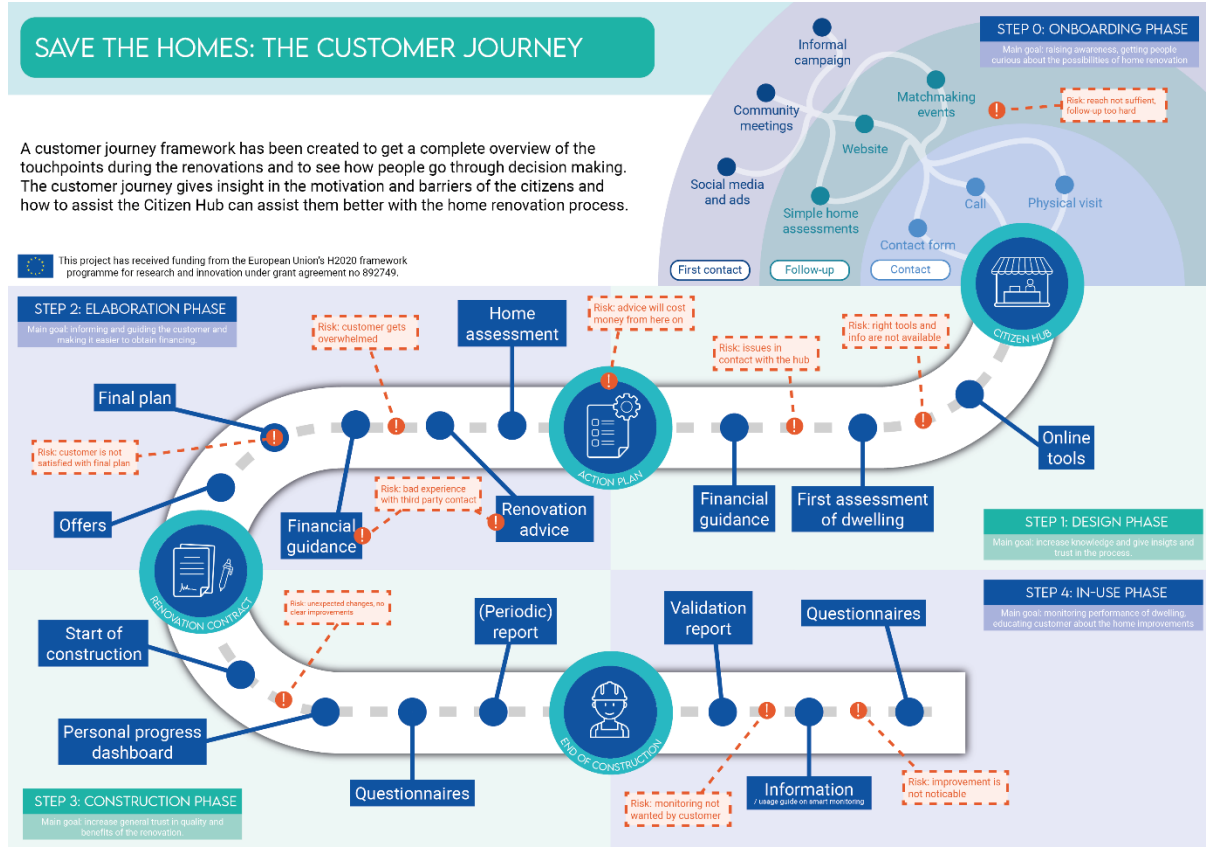 SAVE THE HOMES: THE CUSTOMER JOURNEY
A customer journey framework has been created to get a complete overview of the
touchpoints during the renovations and to see how people go through decision making.
The customer journey gives insight in the motivation and barriers of the citizens and
how to assist the Citizen Hub can assist them better with the home renovation process.
This project has received funding from the European Union's H2020 framework
programme for research and innovation under grant agreement no 892749.
STEP 0: ONBOARDING PHASE
Main goal: raising awareness, getting people
curious about the possibilities of home renovation
Informal
campaign
Community
meetings
Social media
and ads
Matchmaking
events
Website
Simple home
assessments
Risk: reach not suffient,
follow-up too hard
Call
Physical visit
Contact form
First contact
Follow-up
Contact
CITIZEN HUB
STEP 1: DESIGN PHASE
Main goal: increase knowledge and give insigts and
trust in the process.
Online
tools
Risk: right tools and
info are not available
First assessment
of dwelling
Risk: issues in
contact with the hub
Financial
guidance
Risk: advice will cost
money from here on
ACTION PLAN
STEP 2: ELABORATION PHASE
Main goal: informing and guiding the customer and
making it easier to obtain financing.
Home
assessment
Renovation
advice
Risk: customer gets
overwhelmed
Risk: bad experience
with third party contact
Financial
guidance
Final plan
Risk: customer is not
satisfied with final plan
Offers
RENOVATION CONTRACT
STEP 3: CONSTRUCTION PHASE
Main goal: increase general trust in quality and
benefits of the renovation.
Start of
construction
Risk: unexpected changes, no
clear improvements
Personal progress
dashboard
Questionnaires
(Periodic)
report
END OF CONSTRUCTION
STEP 4: IN-USE PHASE
Main goal: monitoring performance of dwelling,
educating customer about the home improvements
Validation
report
Risk: monitoring not
wanted by customer
Information
/ usage guide on smart monitoring
Risk: improvement is
not noticable
Questionnaires